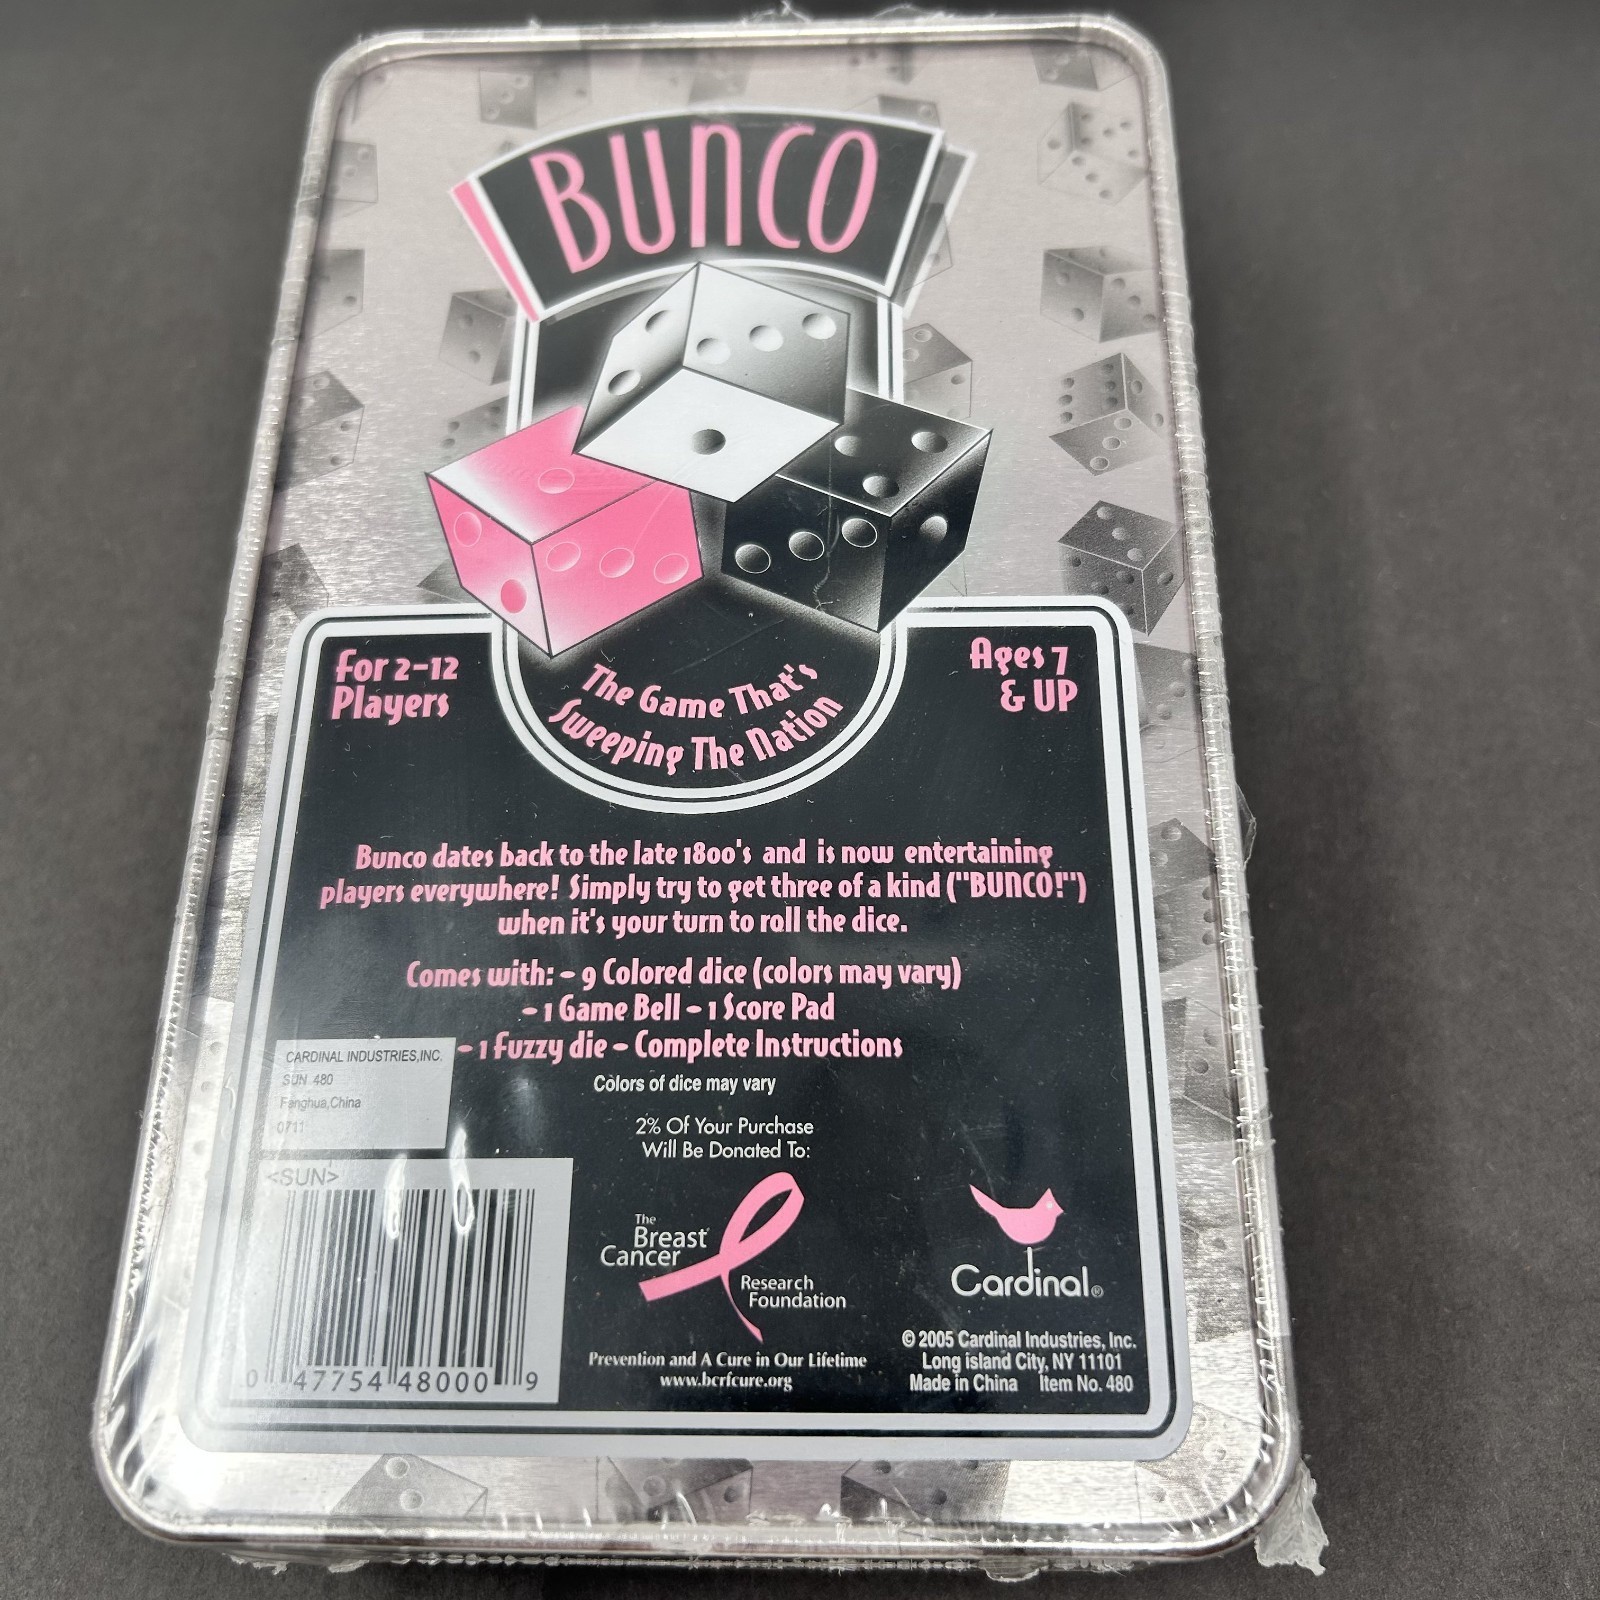 BUNCO
For 2-12
Players
Ages 7
& UP
The Game That's
Sweeping The Nation
Bunco dates back to the late 1800's and is now entertaining
players everywhere! Simply try to get three of a kind ("BUNCO!")
when it's your turn to roll the dice.
Comes with: - 9 Colored dice (colors may vary)
- 1 Game Bell - 1 Score Pad
- 1 Fuzzy die - Complete Instructions
Colors of dice may vary
CARDINAL INDUSTRIES,INC.
SUN 480
Fenghua,China
0711
<SUN>
0 47754 48000 9
2% Of Your Purchase
Will Be Donated To:
The
Breast
Cancer
Research
Foundation
Prevention and A Cure in Our Lifetime
www.bcrfcure.org
Cardinal®
© 2005 Cardinal Industries, Inc.
Long island City, NY 11101
Made in China Item No. 480